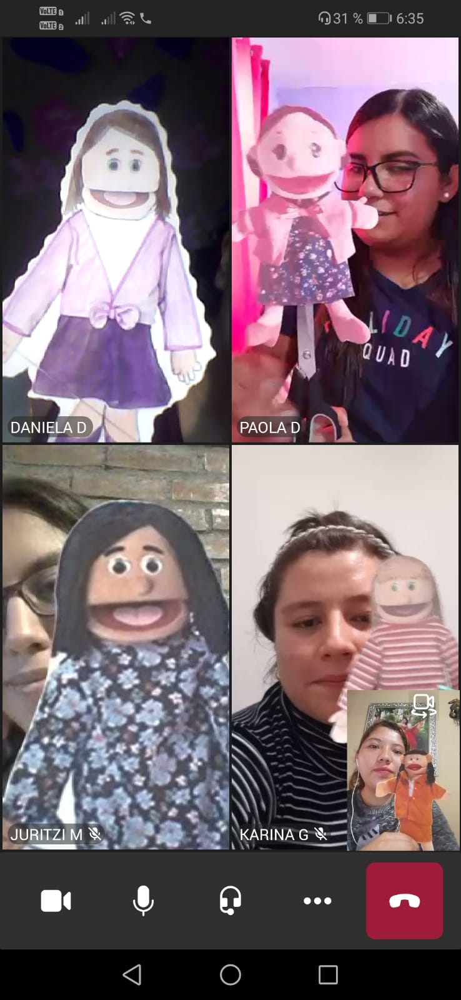 VoLTE 1
VoLTE 2
31 % 6:35
DANIELA D
LIDAY
QUAD
PAOLA D
JURITZI M
KARINA G